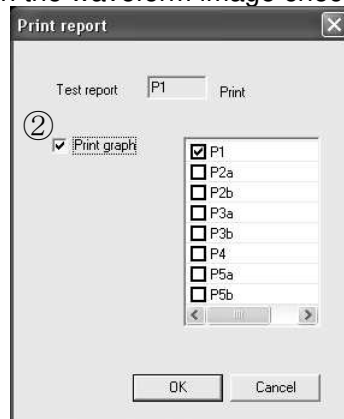 the waveform image
Print report
Test report P1 Print
②
Print graph
P1
P2a
P2b
P3a
P3b
P4
P5a
P5b
OK Cancel